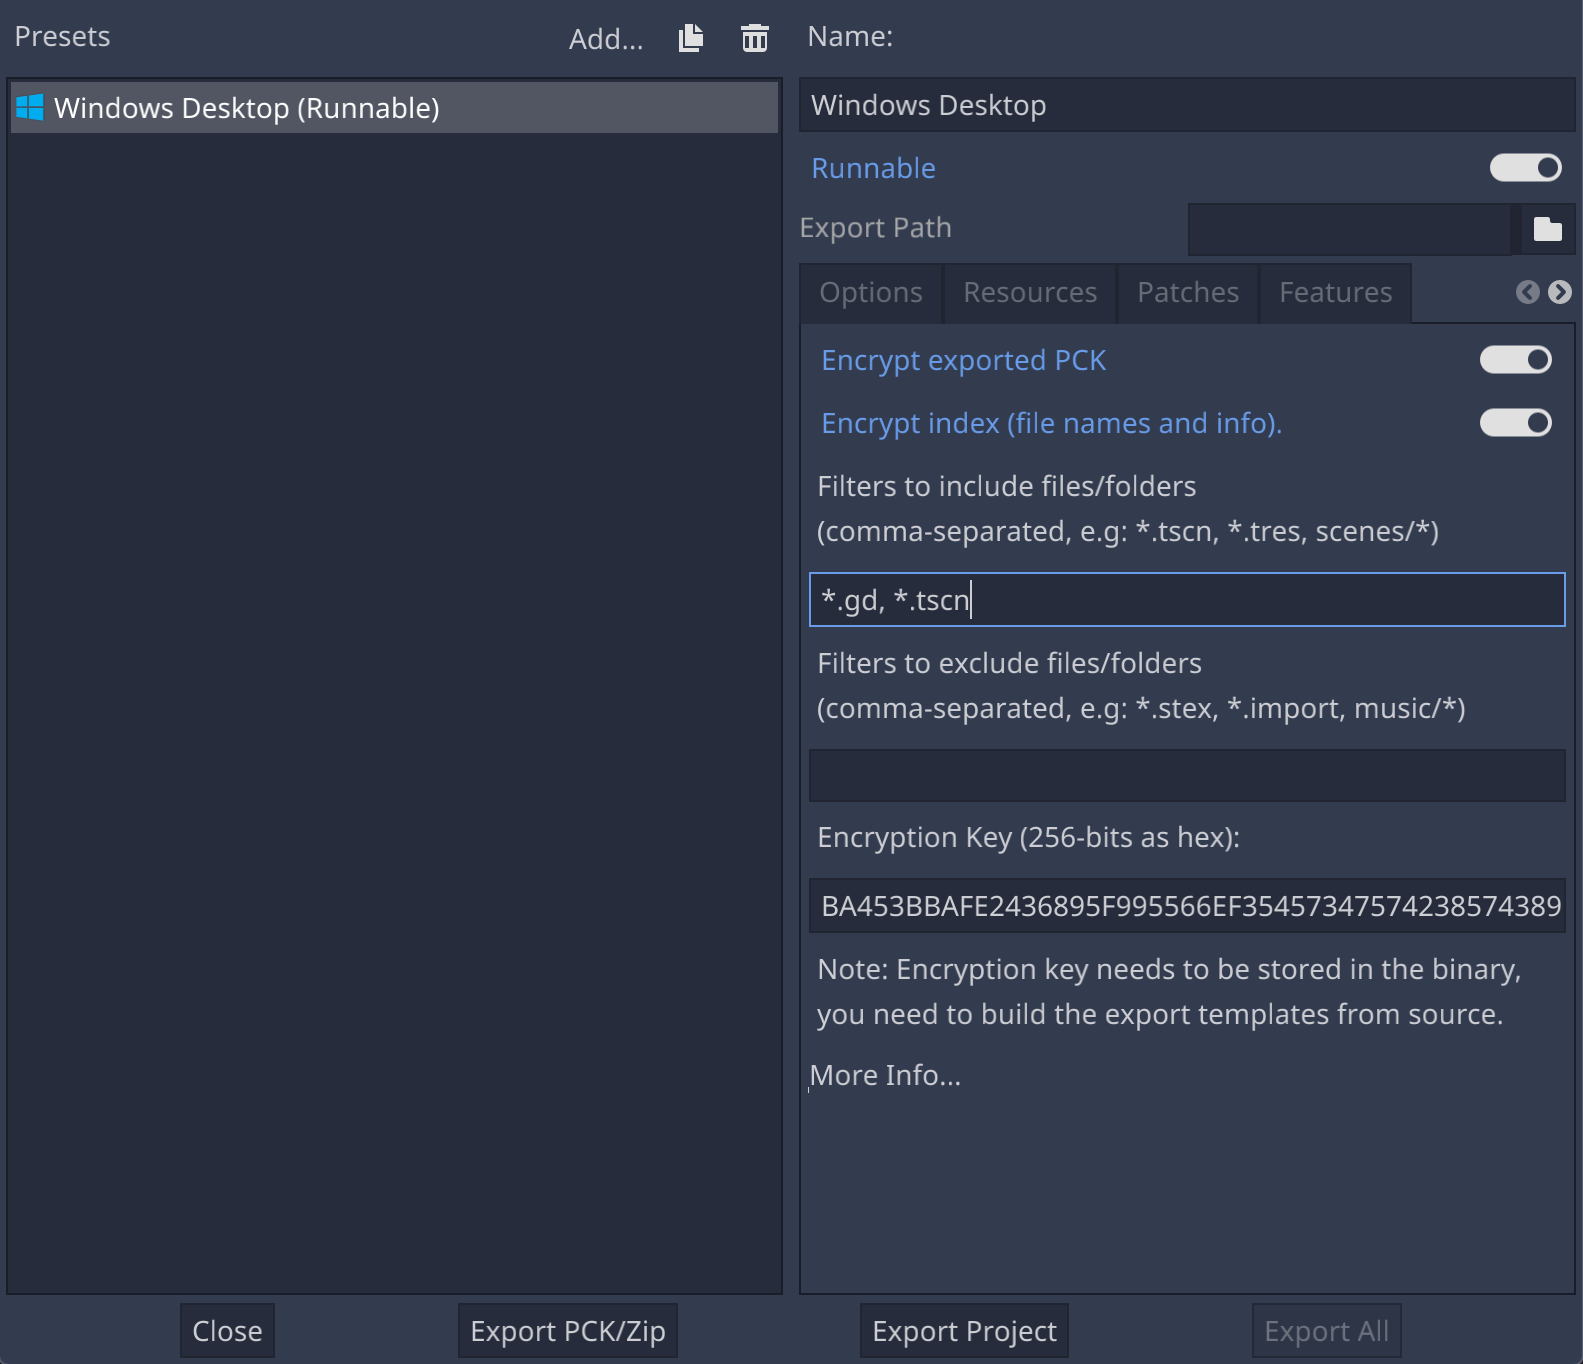 Presets
Add...
Windows Desktop (Runnable)
Name:
Windows Desktop
Runnable
Export Path
Options
Resources
Patches
Features
Encrypt exported PCK
Encrypt index (file names and info).
Filters to include files/folders
(comma-separated, e.g: *.tscn, *.tres, scenes/*)
*.gd, *.tscn
Filters to exclude files/folders
(comma-separated, e.g: *.stex, *.import, music/*)
Encryption Key (256-bits as hex):
BA453BBAFE2436895F995566EF35457347574238574389
Note: Encryption key needs to be stored in the binary,
you need to build the export templates from source.
More Info...
Close
Export PCK/Zip
Export Project
Export All